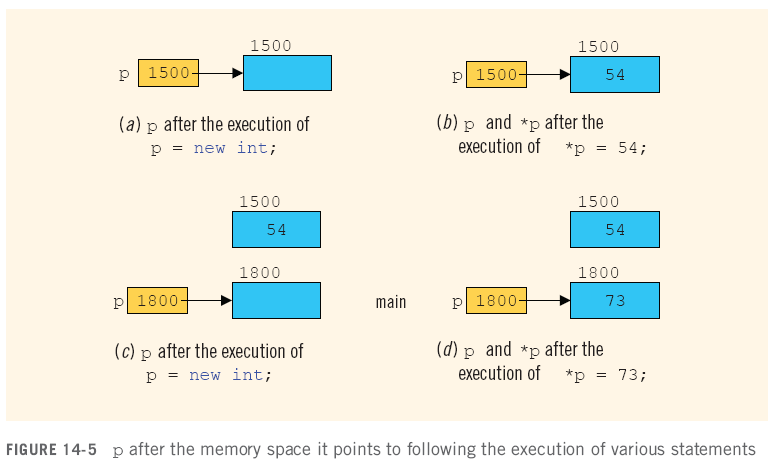 1500
p 1500
(a) p after the execution of
p = new int;
1500
p 1500 54
(b) p and *p after the
execution of *p = 54;
1500
54
1800
p 1800
(c) p after the execution of
p = new int;
main
1500
54
1800
p 1800 73
(d) p and *p after the
execution of *p = 73;
FIGURE 14-5 p after the memory space it points to following the execution of various statements